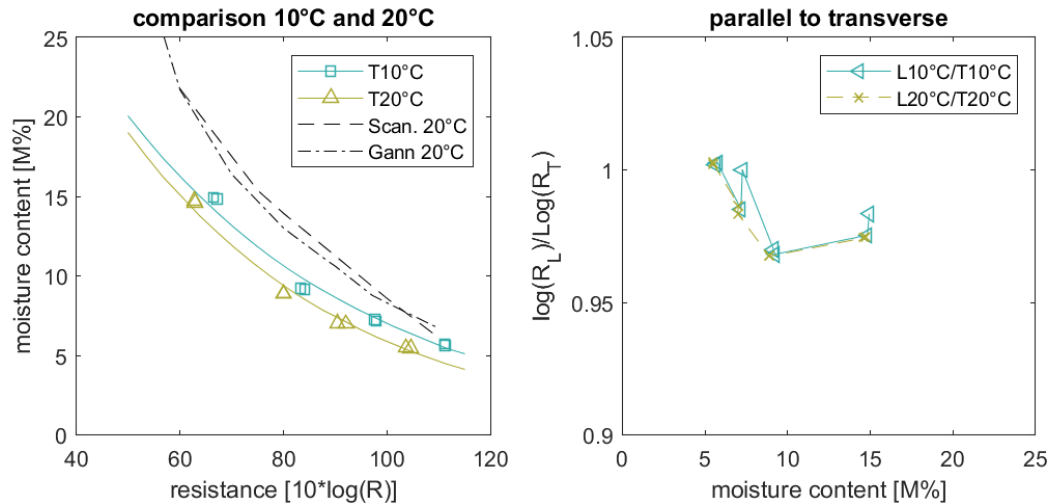 comparison 10°C and 20°C
25
20
15
10
5
0
moisture content [M%]
T10°C
T20°C
Scan. 20°C
Gann 20°C
40 60 80 100 120
resistance [10*log(R)]
parallel to transverse
1.05
1
0.95
0.9
log(R_L)/Log(R_T)
L10°C/T10°C
L20°C/T20°C
0 5 10 15 20 25
moisture content [M%]